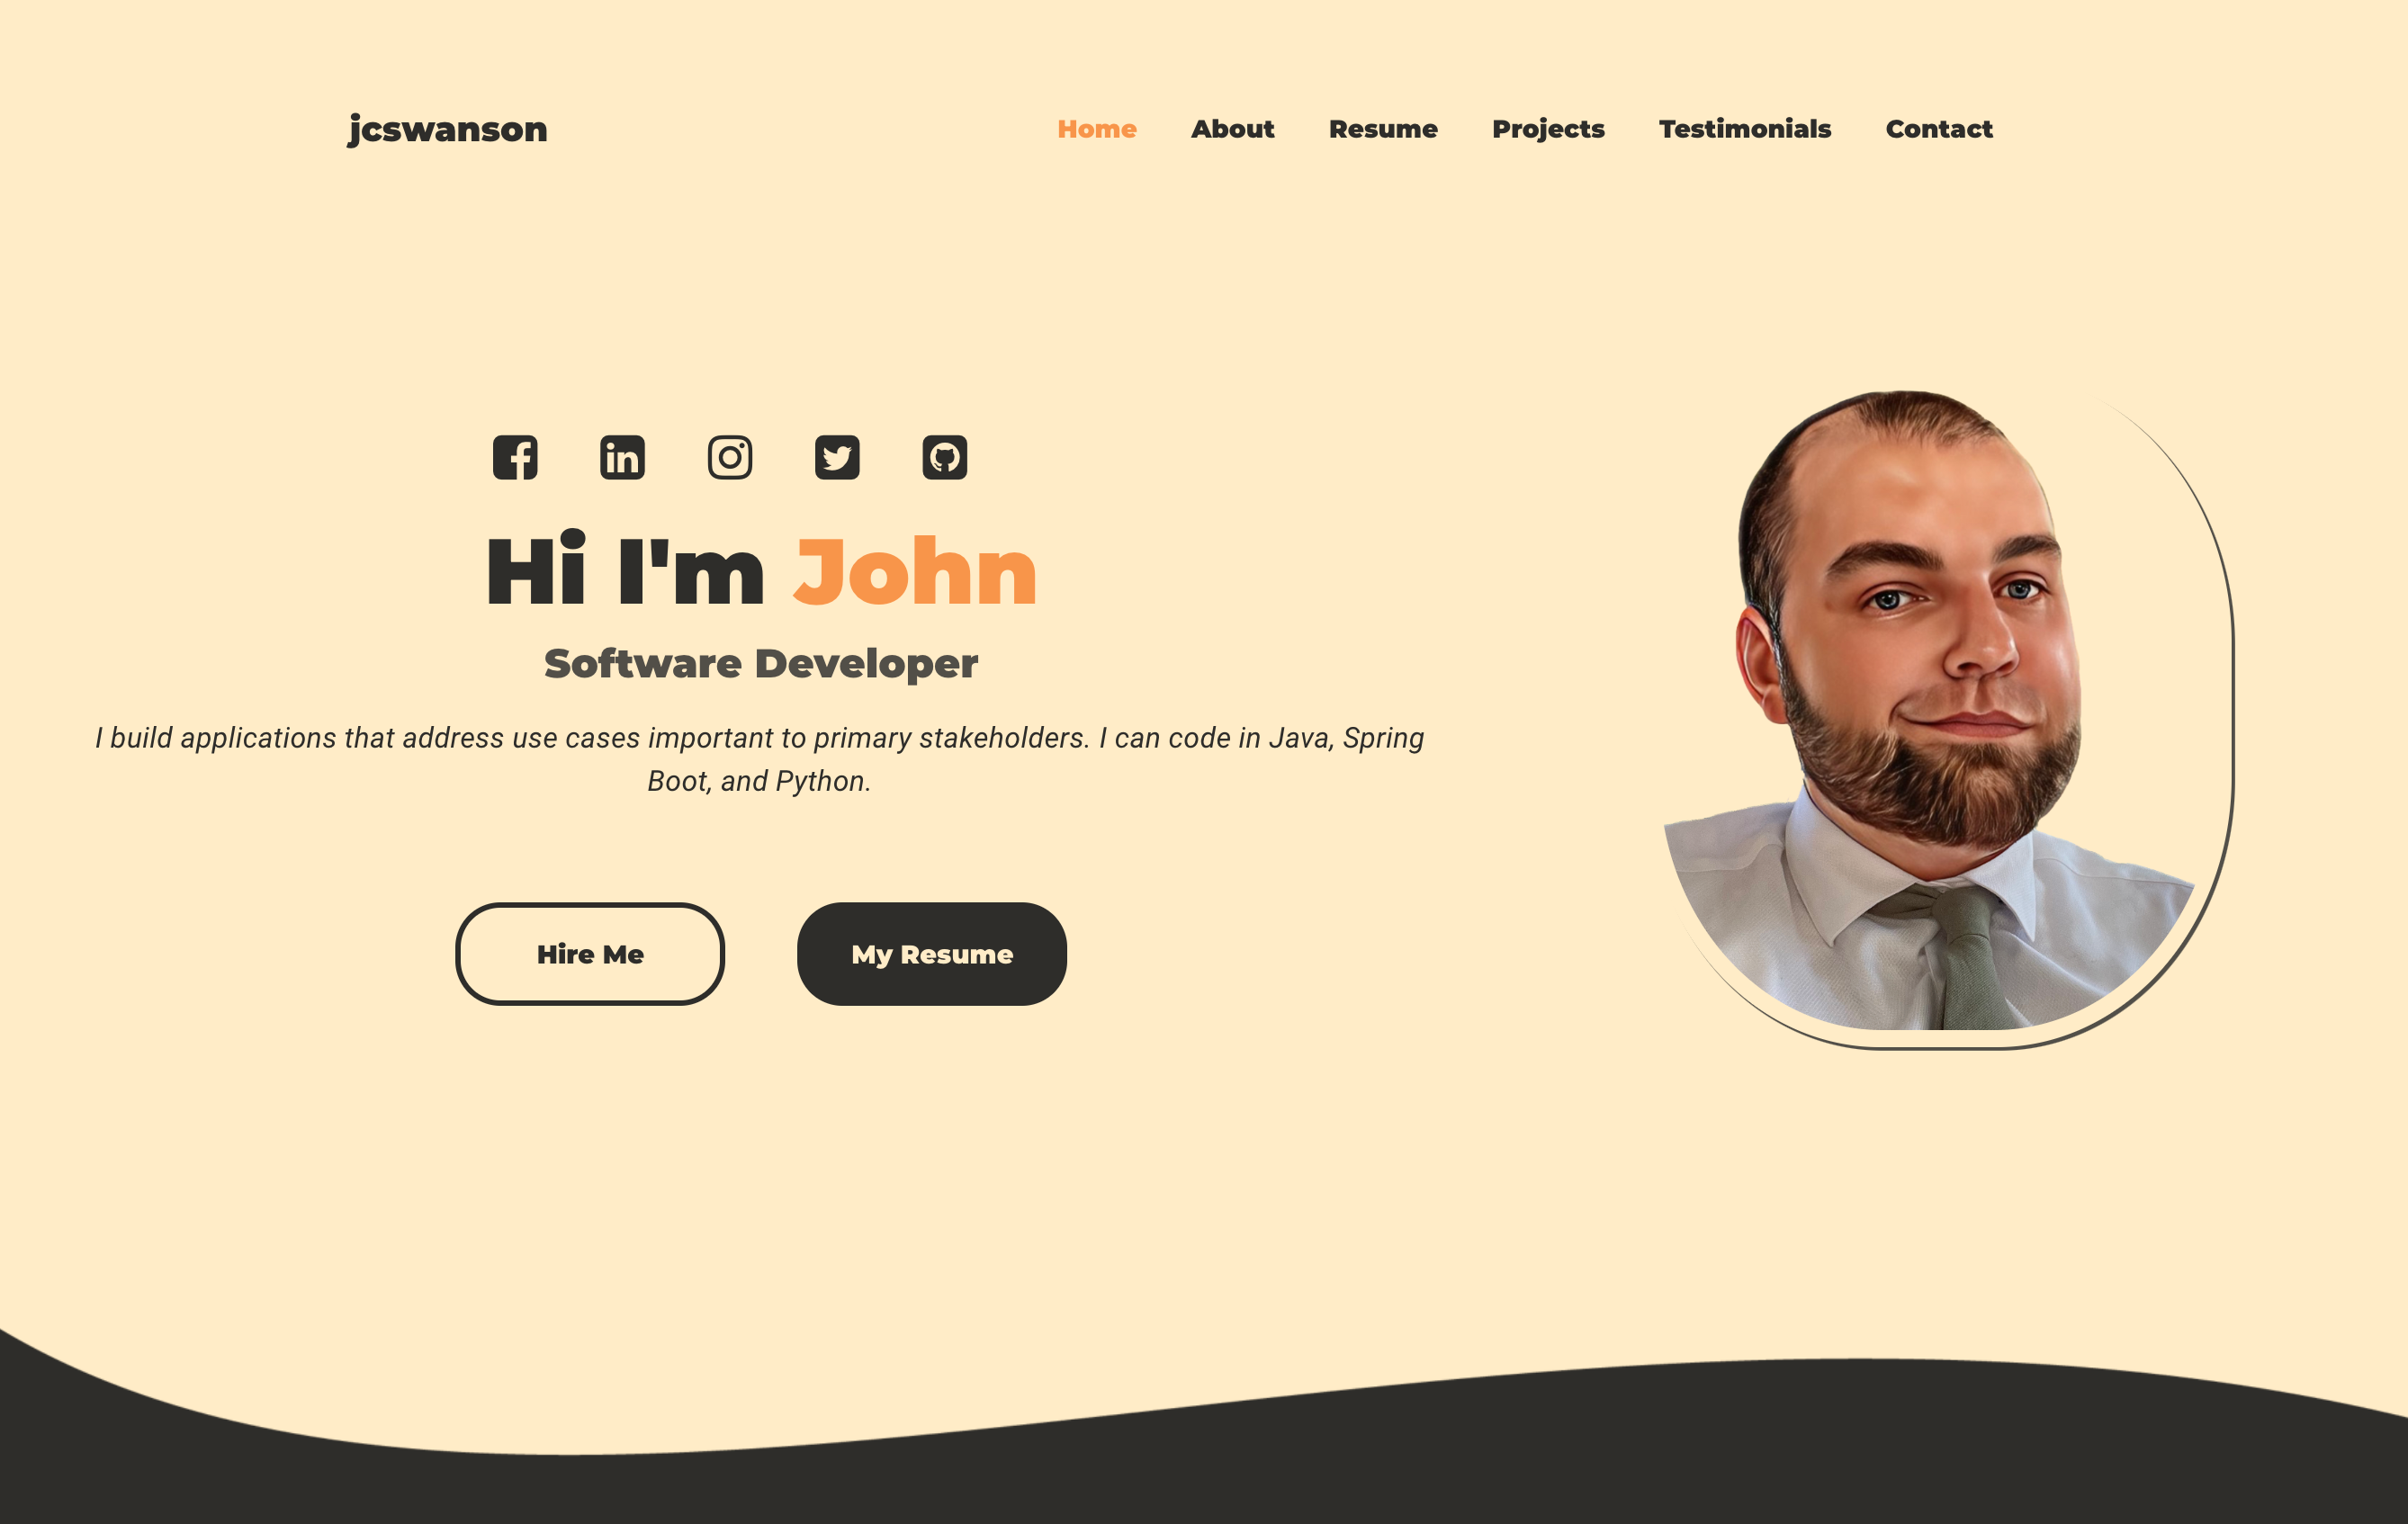 jcswanson
Home About Resume Projects Testimonials Contact
Hi I'm John
Software Developer
I build applications that address use cases important to primary stakeholders. I can code in Java, Spring
Boot, and Python.
Hire Me
My Resume